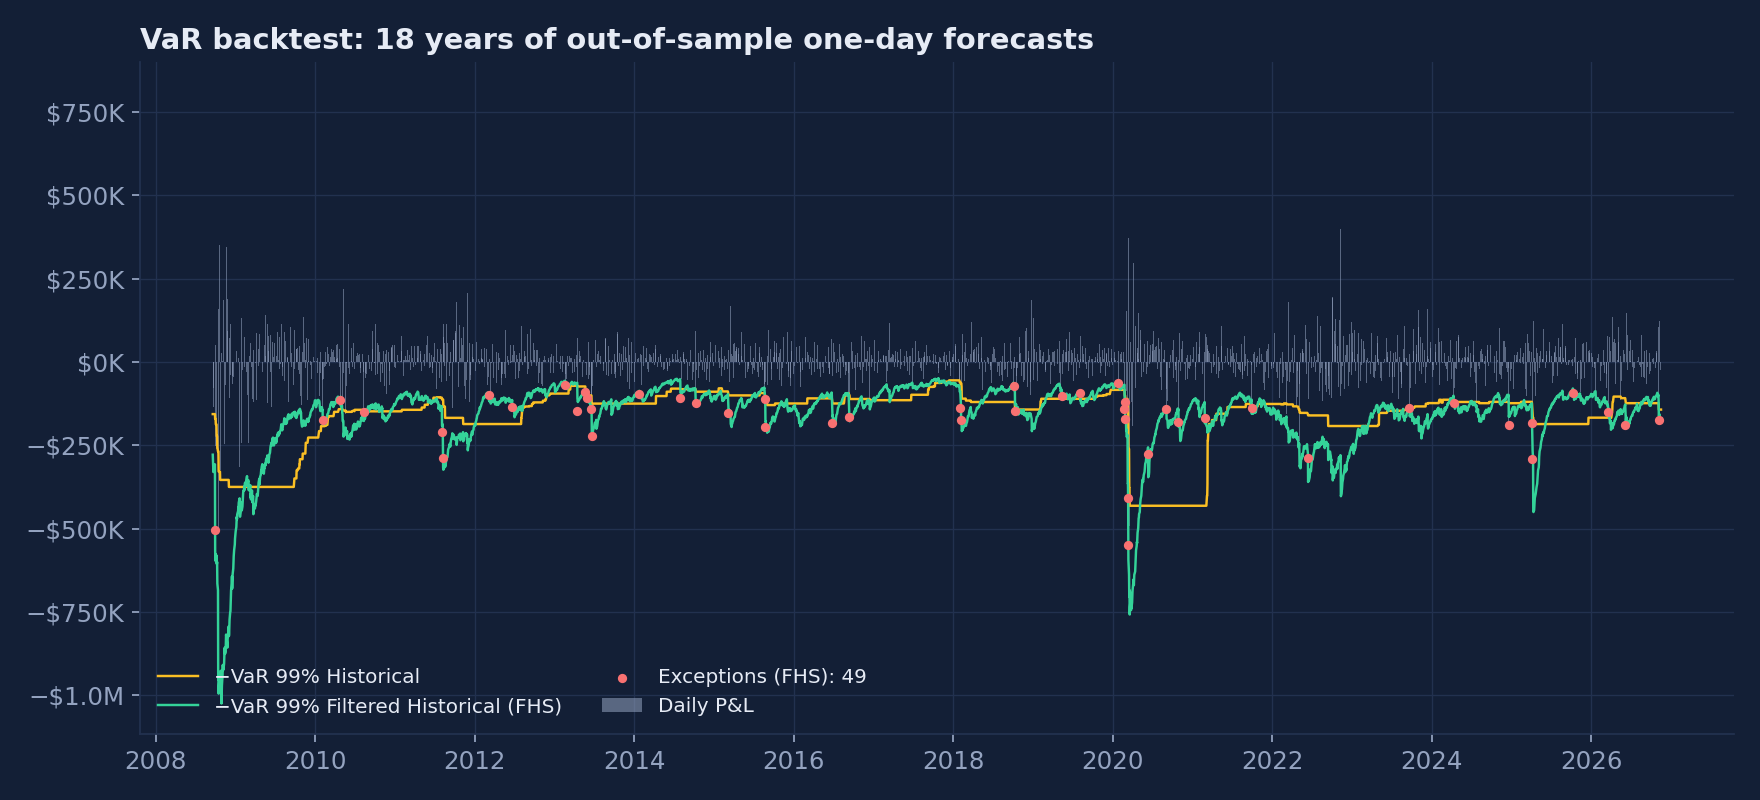 VaR backtest: 18 years of out-of-sample one-day forecasts
$750K
$500K
$250K
$0K
−$250K
−$500K
−$750K
−$1.0M
−VaR 99% Historical
−VaR 99% Filtered Historical (FHS)
Exceptions (FHS): 49
Daily P&L
2008 2010 2012 2014 2016 2018 2020 2022 2024 2026